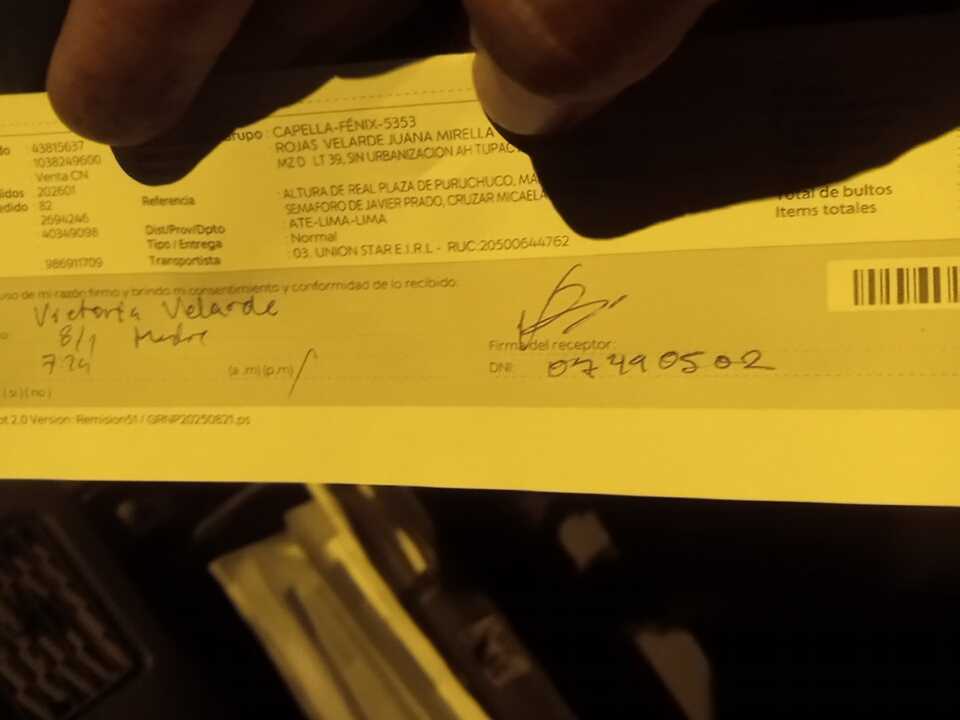 Grupo : CAPELLA-FÉNIX-5353
43815637 ROJAS VELARDE JUANA MIRELLA
1038249600 MZ D LT 39, SIN URBANIZACION AH TUPAC
Venta CN
202601 Referencia : ALTURA DE REAL PLAZA DE PURUCHUCO, MA
82 SEMAFORO DE JAVIER PRADO, CRUZAR MICAELA
2694246 Dist/Prov/Dpto : ATE-LIMA-LIMA
: 40349098 Tipo / Entrega : Normal
986911709 Transportista : 03. UNION STAR E.I.R.L - RUC:20500644762
Total de bultos
Items totales
uso de mi razón firmo y brindo mi consentimiento y conformidad de lo recibido:
Victoria Velarde
8/1 Madre
(a.m) (p.m)
Firma del receptor:
DNI: 07490502
( si ) ( no )
2.0 Version: Remision51 / GRNP20250821.ps